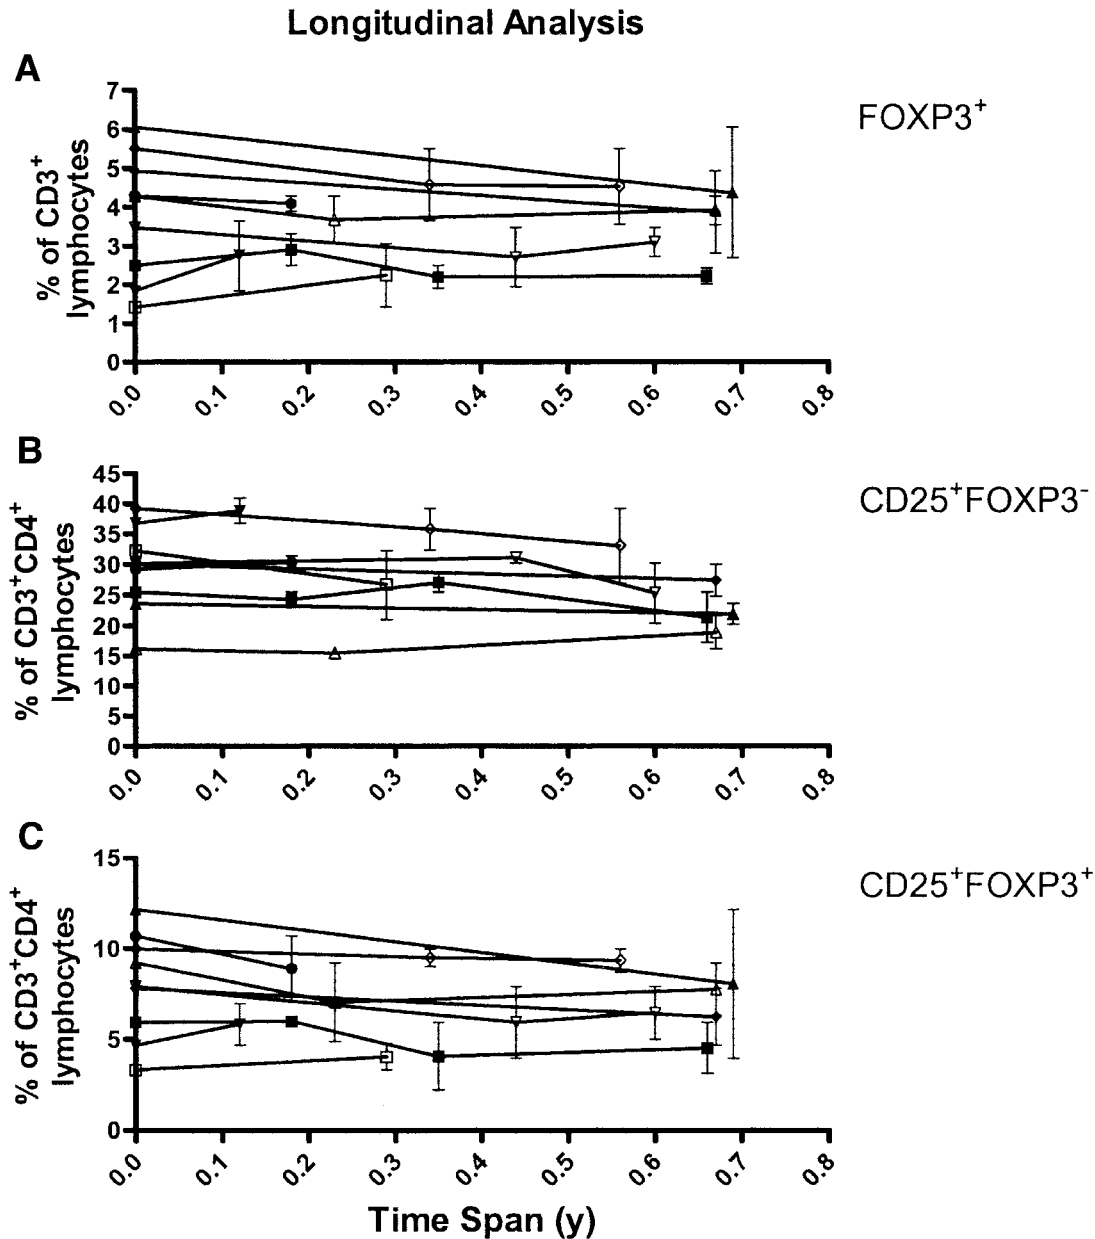 Longitudinal Analysis
A
FOXP3⁺
% of CD3⁺
lymphocytes
7
6
5
4
3
2
1
0
0.0 0.1 0.2 0.3 0.4 0.5 0.6 0.7 0.8
B
CD25⁺FOXP3⁻
% of CD3⁺CD4⁺
lymphocytes
45
40
35
30
25
20
15
10
5
0
0.0 0.1 0.2 0.3 0.4 0.5 0.6 0.7 0.8
C
CD25⁺FOXP3⁺
% of CD3⁺CD4⁺
lymphocytes
15
10
5
0
0.0 0.1 0.2 0.3 0.4 0.5 0.6 0.7 0.8
Time Span (y)